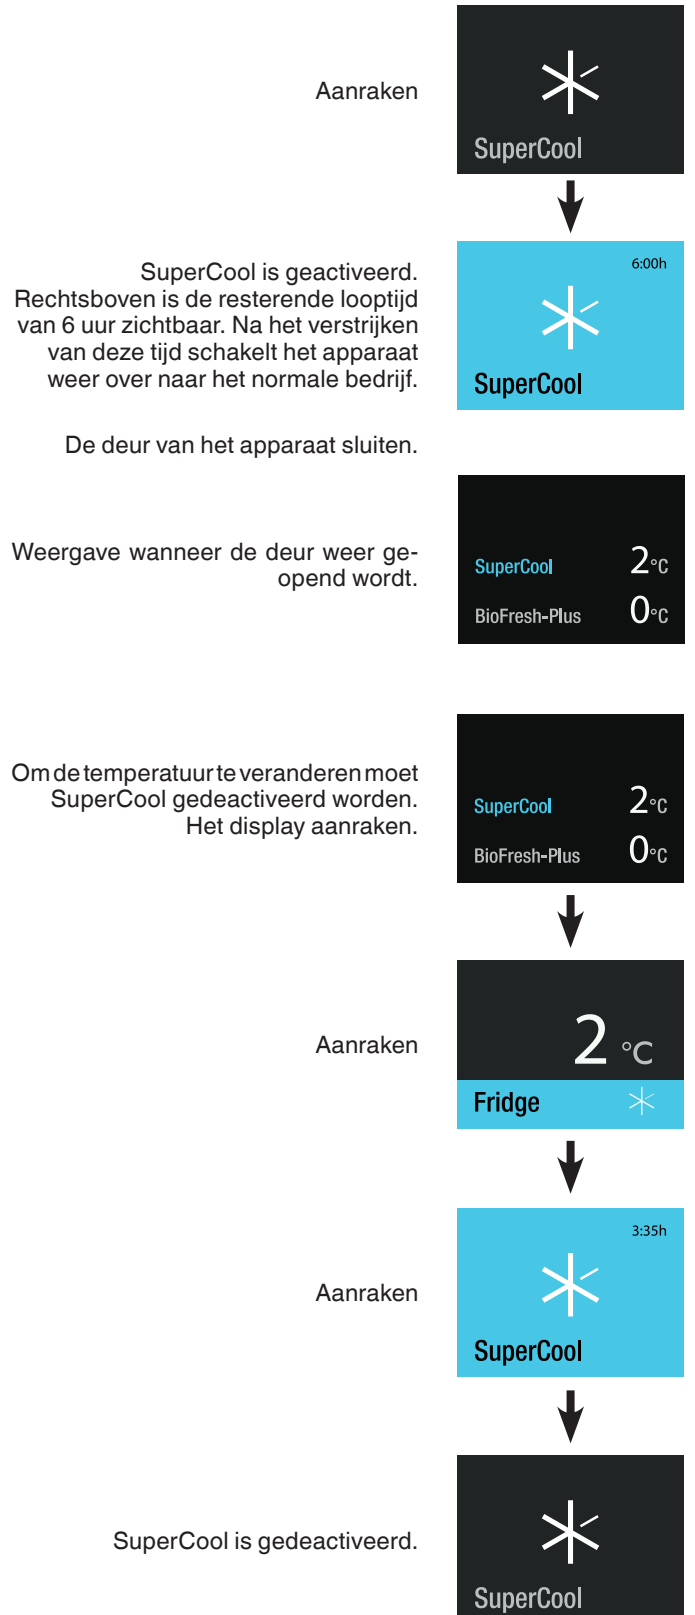 Aanraken
SuperCool
SuperCool is geactiveerd.
Rechtsboven is de resterende looptijd
van 6 uur zichtbaar. Na het verstrijken
van deze tijd schakelt het apparaat
weer over naar het normale bedrijf.
6:00h
SuperCool
De deur van het apparaat sluiten.
Weergave wanneer de deur weer ge-
opend wordt.
SuperCool 2°C
BioFresh-Plus 0°C
Om de temperatuur te veranderen moet
SuperCool gedeactiveerd worden.
Het display aanraken.
SuperCool 2°C
BioFresh-Plus 0°C
Aanraken
2 °C
Fridge
Aanraken
3:35h
SuperCool
SuperCool is gedeactiveerd.
SuperCool